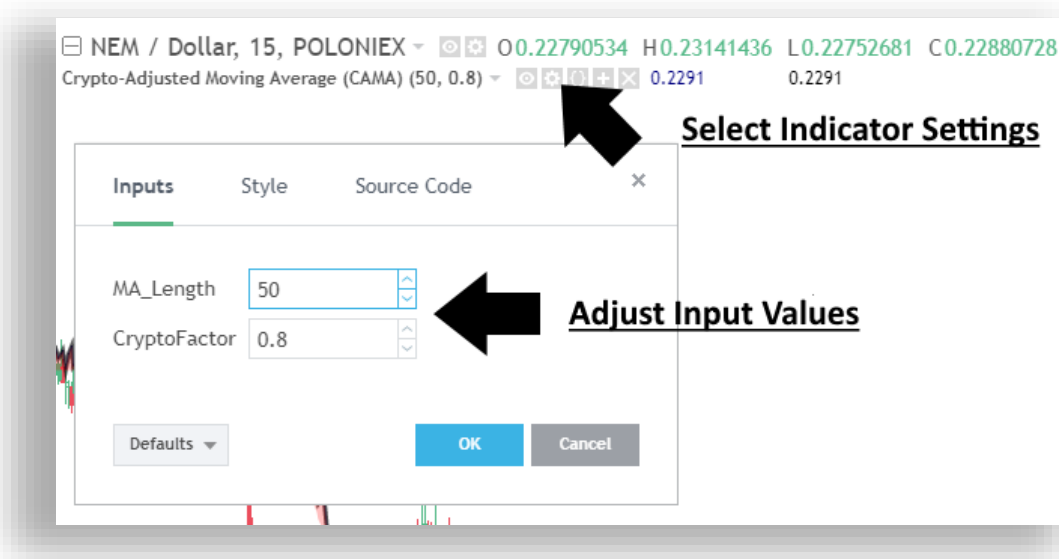 NEM / Dollar, 15, POLONIEX O0.22790534 H0.23141436 L0.22752681 C0.22880728
Crypto-Adjusted Moving Average (CAMA) (50, 0.8) 0.2291 0.2291
Select Indicator Settings
Inputs Style Source Code
MA_Length 50
Adjust Input Values
CryptoFactor 0.8
Defaults OK Cancel